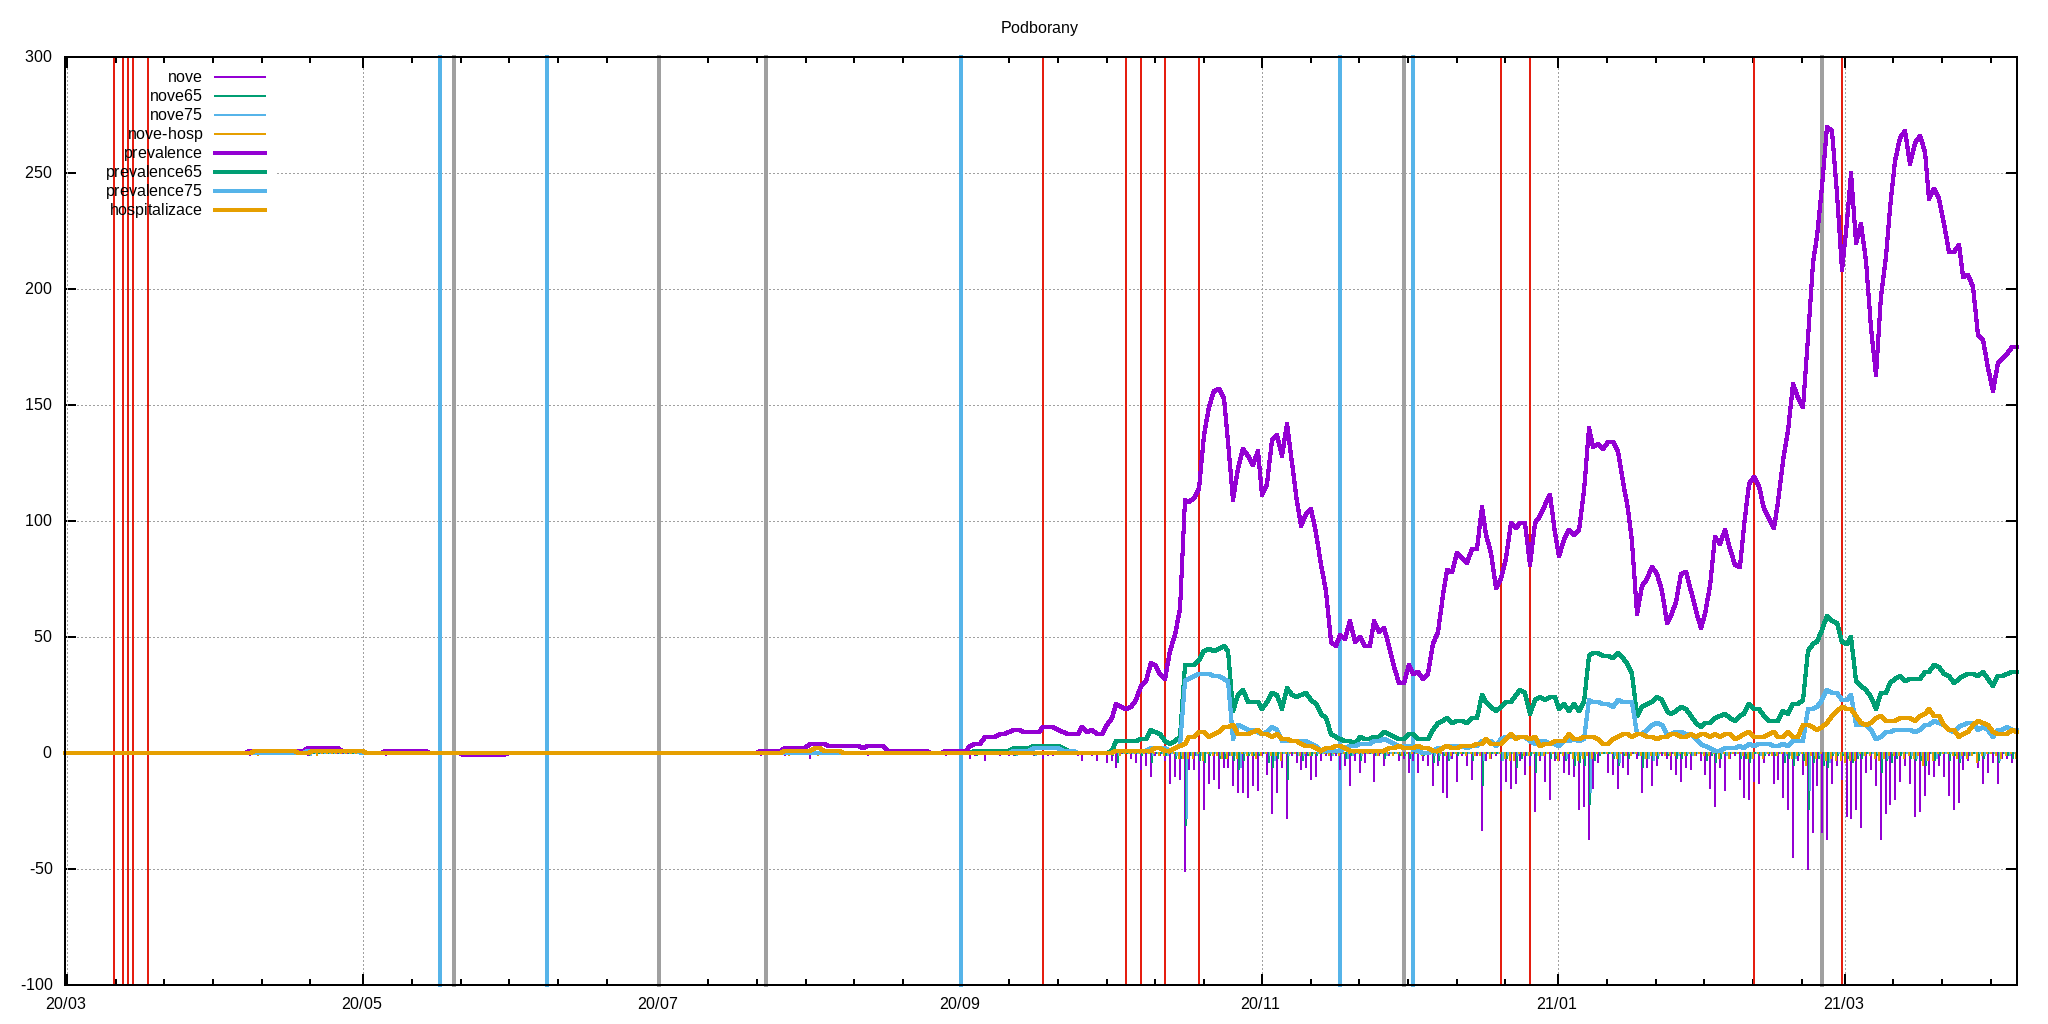 Podborany
300
250
200
150
100
50
0
-50
-100
nove
nove65
nove75
nove-hosp
prevalence
prevalence65
prevalence75
hospitalizace
20/03 20/05 20/07 20/09 20/11 21/01 21/03